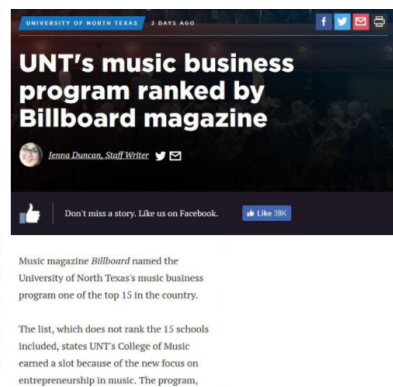 UNIVERSITY OF NORTH TEXAS 2 DAYS AGO
UNT's music business
program ranked by
Billboard magazine
Jenna Duncan, Staff Writer
Don't miss a story. Like us on Facebook.
Like 38K
Music magazine Billboard named the
University of North Texas's music business
program one of the top 15 in the country.
The list, which does not rank the 15 schools
included, states UNT's College of Music
earned a slot because of the new focus on
entrepreneurship in music. The program,